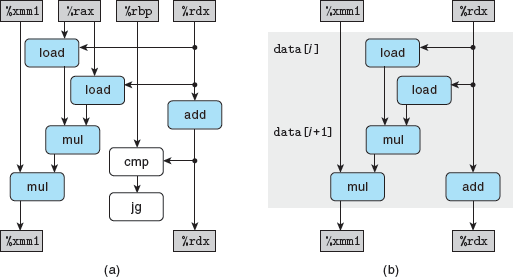 %xmm1 %rax %rbp %rdx
load
load
add
mul
cmp
mul
jg
%xmm1 %rdx
(a)
%xmm1 %rdx
data[i]
load
load
data[i+1]
mul
mul add
%xmm1 %rdx
(b)